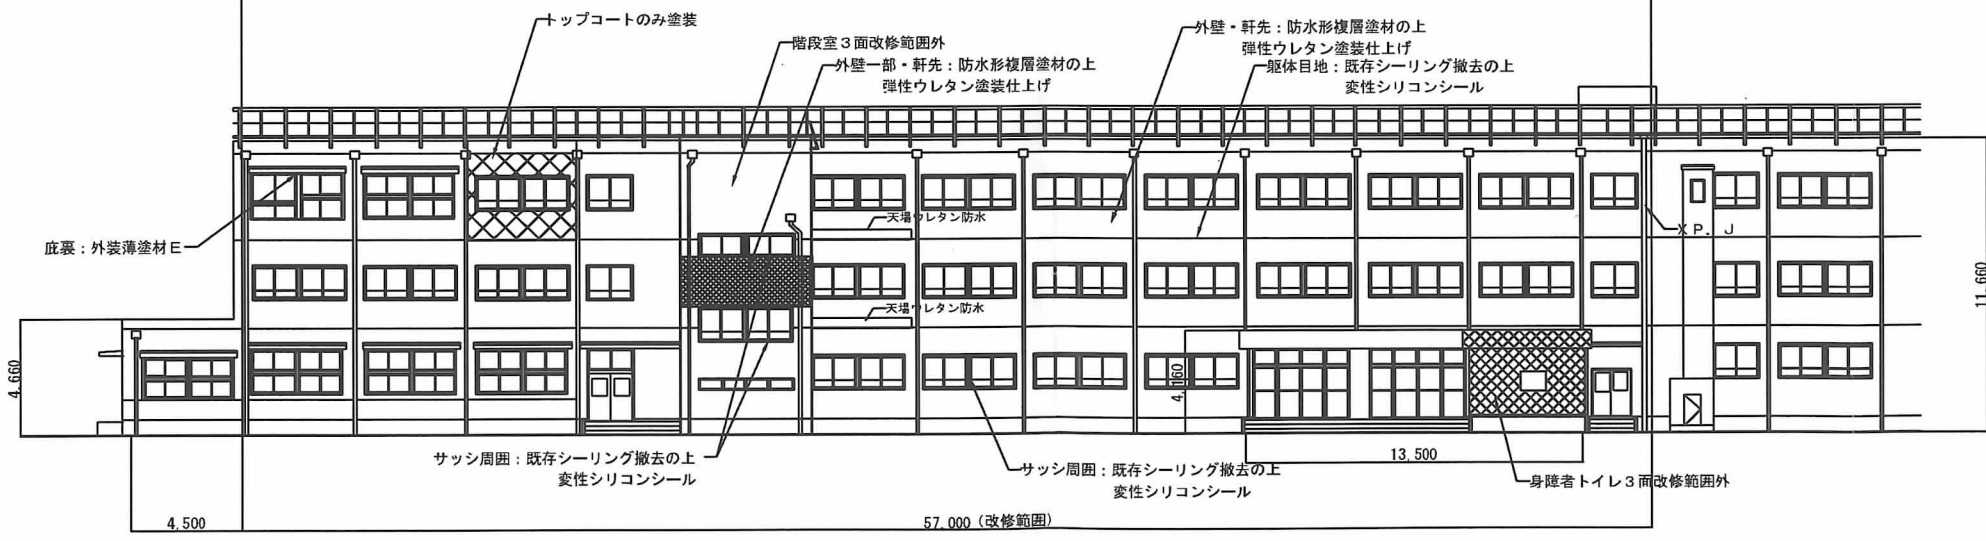 トップコートのみ塗装
階段室３面改修範囲外
外壁一部・軒先：防水形複層塗材の上
弾性ウレタン塗装仕上げ
外壁・軒先：防水形複層塗材の上
弾性ウレタン塗装仕上げ
躯体目地：既存シーリング撤去の上
変性シリコンシール
天場ウレタン防水
庇裏：外装薄塗材E
XP. J
11,660
天場ウレタン防水
4,660
4,160
サッシ周囲：既存シーリング撤去の上
変性シリコンシール
サッシ周囲：既存シーリング撤去の上
変性シリコンシール
13,500
身障者トイレ３面改修範囲外
4,500
57,000（改修範囲）